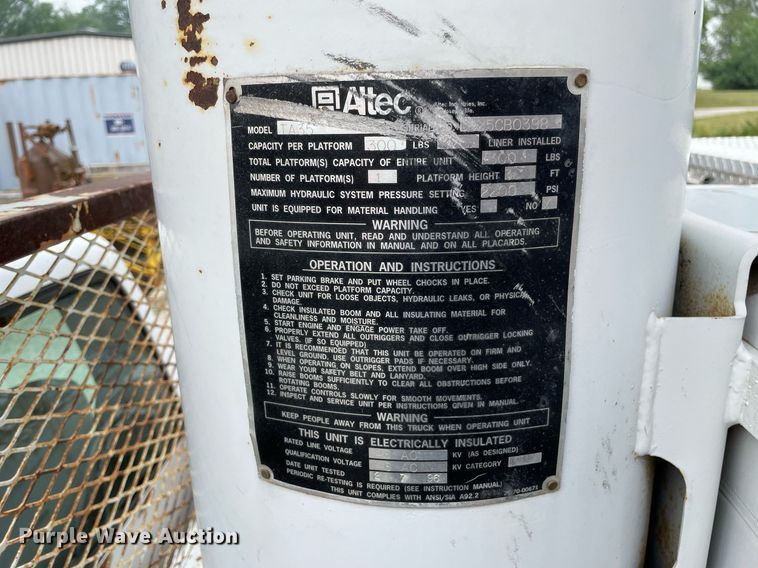 Altec
Altec Industries, Inc.
MODEL TA35 SERIAL
CAPACITY PER PLATFORM 300 LBS LINER INSTALLED
TOTAL PLATFORM(S) CAPACITY OF ENTIRE UNIT LBS
NUMBER OF PLATFORM(S) 1 PLATFORM HEIGHT FT
MAXIMUM HYDRAULIC SYSTEM PRESSURE SETTING PSI
UNIT IS EQUIPPED FOR MATERIAL HANDLING YES NO
WARNING
BEFORE OPERATING UNIT, READ AND UNDERSTAND ALL OPERATING
AND SAFETY INFORMATION IN MANUAL AND ON ALL PLACARDS.
OPERATION AND INSTRUCTIONS
1. SET PARKING BRAKE AND PUT WHEEL CHOCKS IN PLACE.
2. DO NOT EXCEED PLATFORM CAPACITY.
3. CHECK UNIT FOR LOOSE OBJECTS, HYDRAULIC LEAKS, OR PHYSICAL
DAMAGE.
4. CHECK INSULATED BOOM AND ALL INSULATING MATERIAL FOR
CLEANLINESS AND MOISTURE.
5. START ENGINE AND ENGAGE POWER TAKE OFF.
6. PROPERLY EXTEND ALL OUTRIGGERS AND CLOSE OUTRIGGER LOCKING
VALVES. (IF SO EQUIPPED)
7. IT IS RECOMMENDED THAT THIS UNIT BE OPERATED ON FIRM AND
LEVEL GROUND. USE OUTRIGGER PADS IF NECESSARY.
8. WHEN OPERATING ON SLOPES, EXTEND BOOM OVER HIGH SIDE ONLY.
9. WEAR YOUR SAFETY BELT AND LANYARD.
10. RAISE BOOMS SUFFICIENTLY TO CLEAR ALL OBSTRUCTIONS BEFORE
ROTATING BOOMS.
11. OPERATE CONTROLS SLOWLY FOR SMOOTH MOVEMENTS.
12. INSPECT AND SERVICE UNIT PER INSTRUCTIONS GIVEN IN MANUAL.
WARNING
KEEP PEOPLE AWAY FROM THIS TRUCK WHEN OPERATING UNIT
THIS UNIT IS ELECTRICALLY INSULATED
RATED LINE VOLTAGE AC KV (AS DESIGNED)
QUALIFICATION VOLTAGE AC KV CATEGORY
DATE UNIT TESTED 7 96
PERIODIC RE-TESTING IS REQUIRED (SEE INSTRUCTION MANUAL)
THIS UNIT COMPLIES WITH ANSI/SIA A92.2
Purple Wave Auction